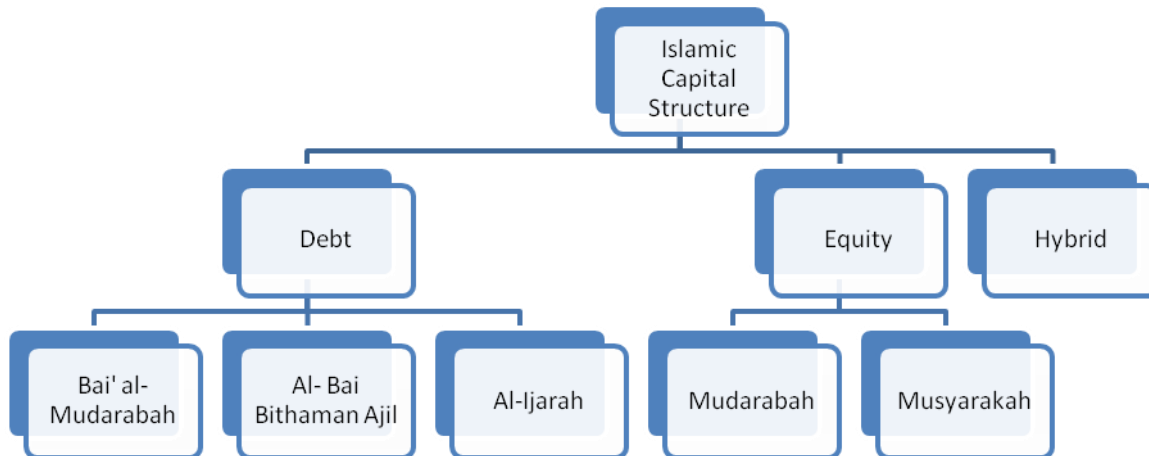 Islamic
Capital
Structure
Debt
Equity
Hybrid
Bai' al-
Mudarabah
Al- Bai
Bithaman Ajil
Al-Ijarah
Mudarabah
Musyarakah